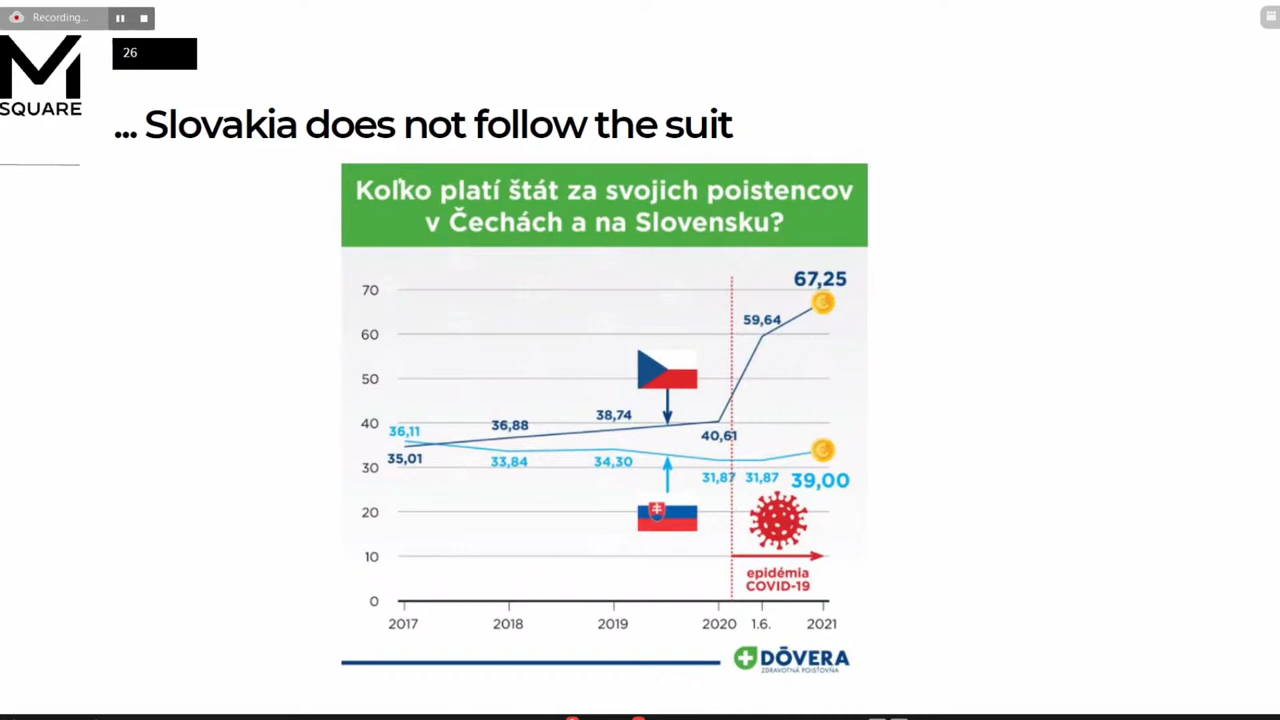 Recording...
M
SQUARE
26
... Slovakia does not follow the suit
Koľko platí štát za svojich poistencov
v Čechách a na Slovensku?
67,25
70
59,64
60
50
40
38,74
36,88
36,11
40,61
35,01
33,84
34,30
31,87
31,87
39,00
30
20
10
epidémia
COVID-19
0
2017
2018
2019
2020
1.6.
2021
DÔVERA
ZDRAVOTNÁ POISŤOVŇA